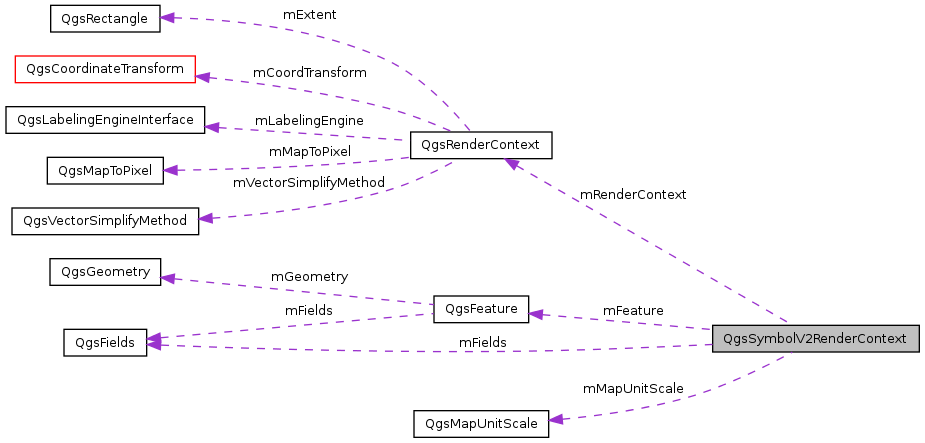 QgsRectangle
mExtent
QgsCoordinateTransform
mCoordTransform
QgsLabelingEngineInterface
mLabelingEngine
QgsRenderContext
QgsMapToPixel
mMapToPixel
mVectorSimplifyMethod
mRenderContext
QgsVectorSimplifyMethod
QgsGeometry
mGeometry
QgsFeature
mFeature
mFields
QgsFields
mFields
QgsSymbolV2RenderContext
mMapUnitScale
QgsMapUnitScale